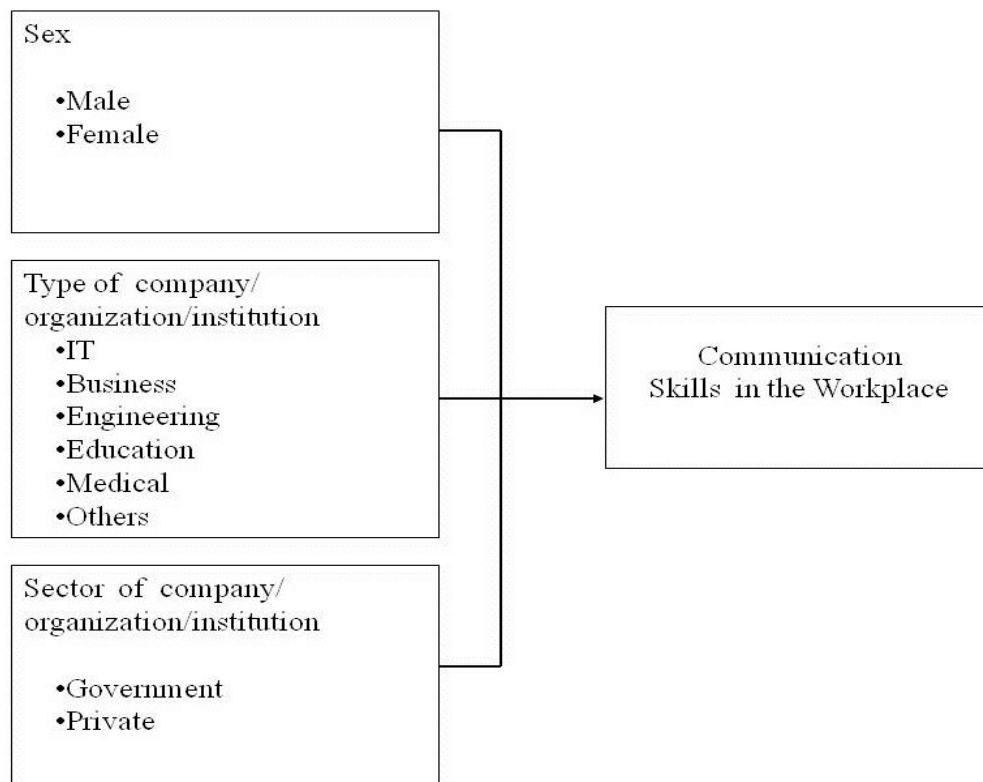 Sex
•Male
•Female
Type of company/
organization/institution
•IT
•Business
•Engineering
•Education
•Medical
•Others
Sector of company/
organization/institution
•Government
•Private
Communication
Skills in the Workplace